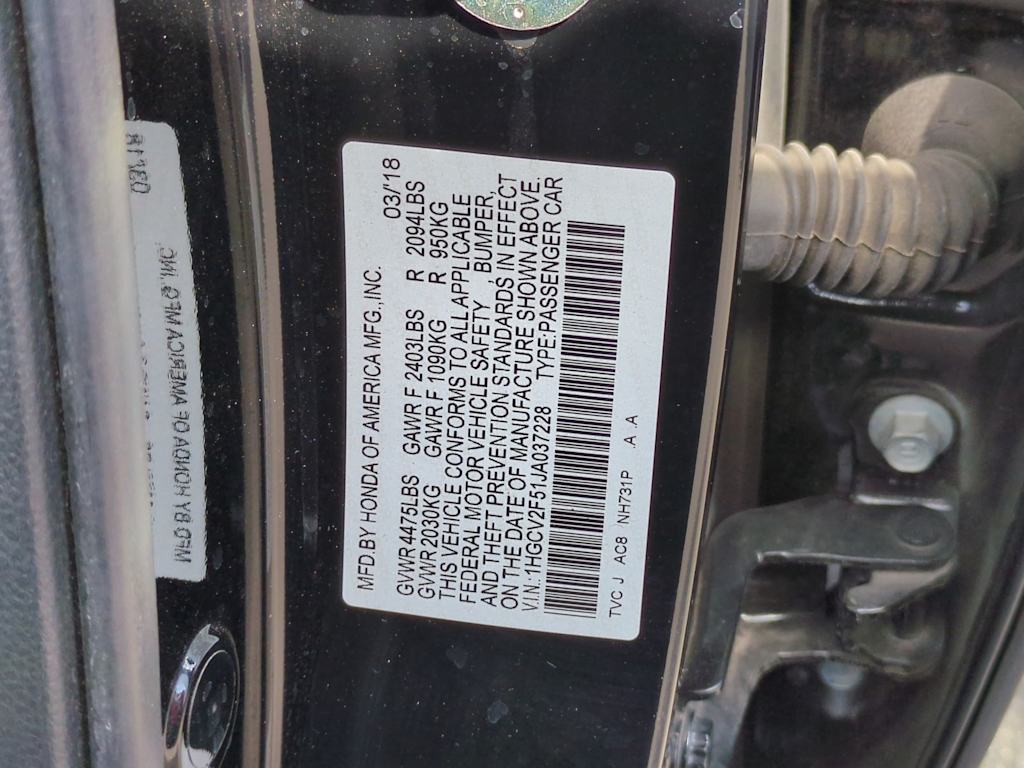 MFD.BY HONDA OF AMERICA MFG.,INC. 03/'18
GVWR 4475LBS GAWR F 2403LBS R 2094LBS
GVWR 2030KG GAWR F 1090KG R 950KG
THIS VEHICLE CONFORMS TO ALL APPLICABLE
FEDERAL MOTOR VEHICLE SAFETY , BUMPER,
AND THEFT PREVENTION STANDARDS IN EFFECT
ON THE DATE OF MANUFACTURE SHOWN ABOVE.
V.I.N.: 1HGCV2F51JA037228 TYPE:PASSENGER CAR
TVC J AC8 NH731P .A .A
MFD BY HONDA OF AMERICA MFG.,INC.